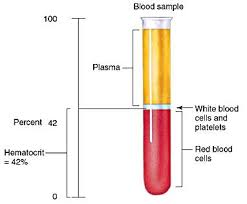 Blood sample
100
Plasma
White blood
cells and
platelets
Percent 42
Red blood
cells
Hematocrit
= 42%
0